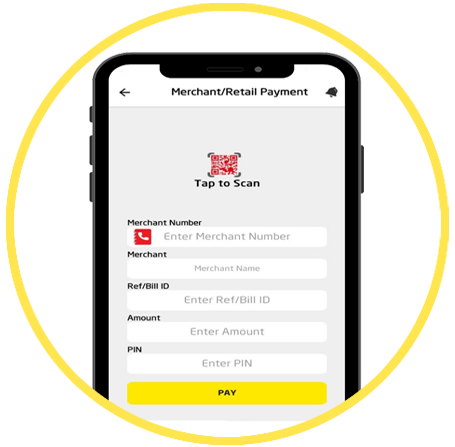 Merchant/Retail Payment
Tap to Scan
Merchant Number
Enter Merchant Number
Merchant
Merchant Name
Ref/Bill ID
Enter Ref/Bill ID
Amount
Enter Amount
PIN
Enter PIN
PAY